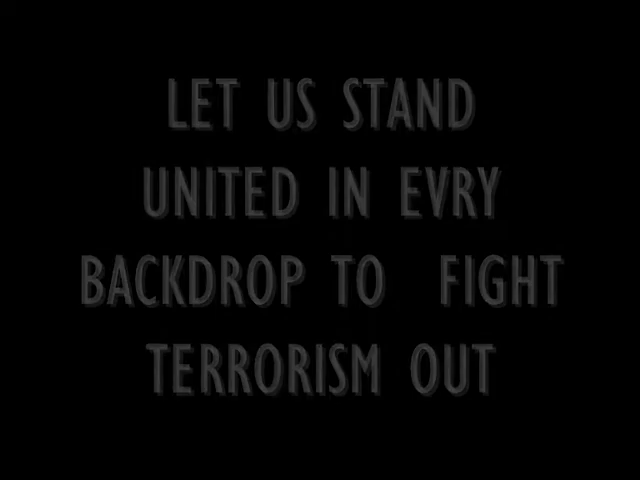 LET US STAND
UNITED IN EVRY
BACKDROP TO FIGHT
TERRORISM OUT